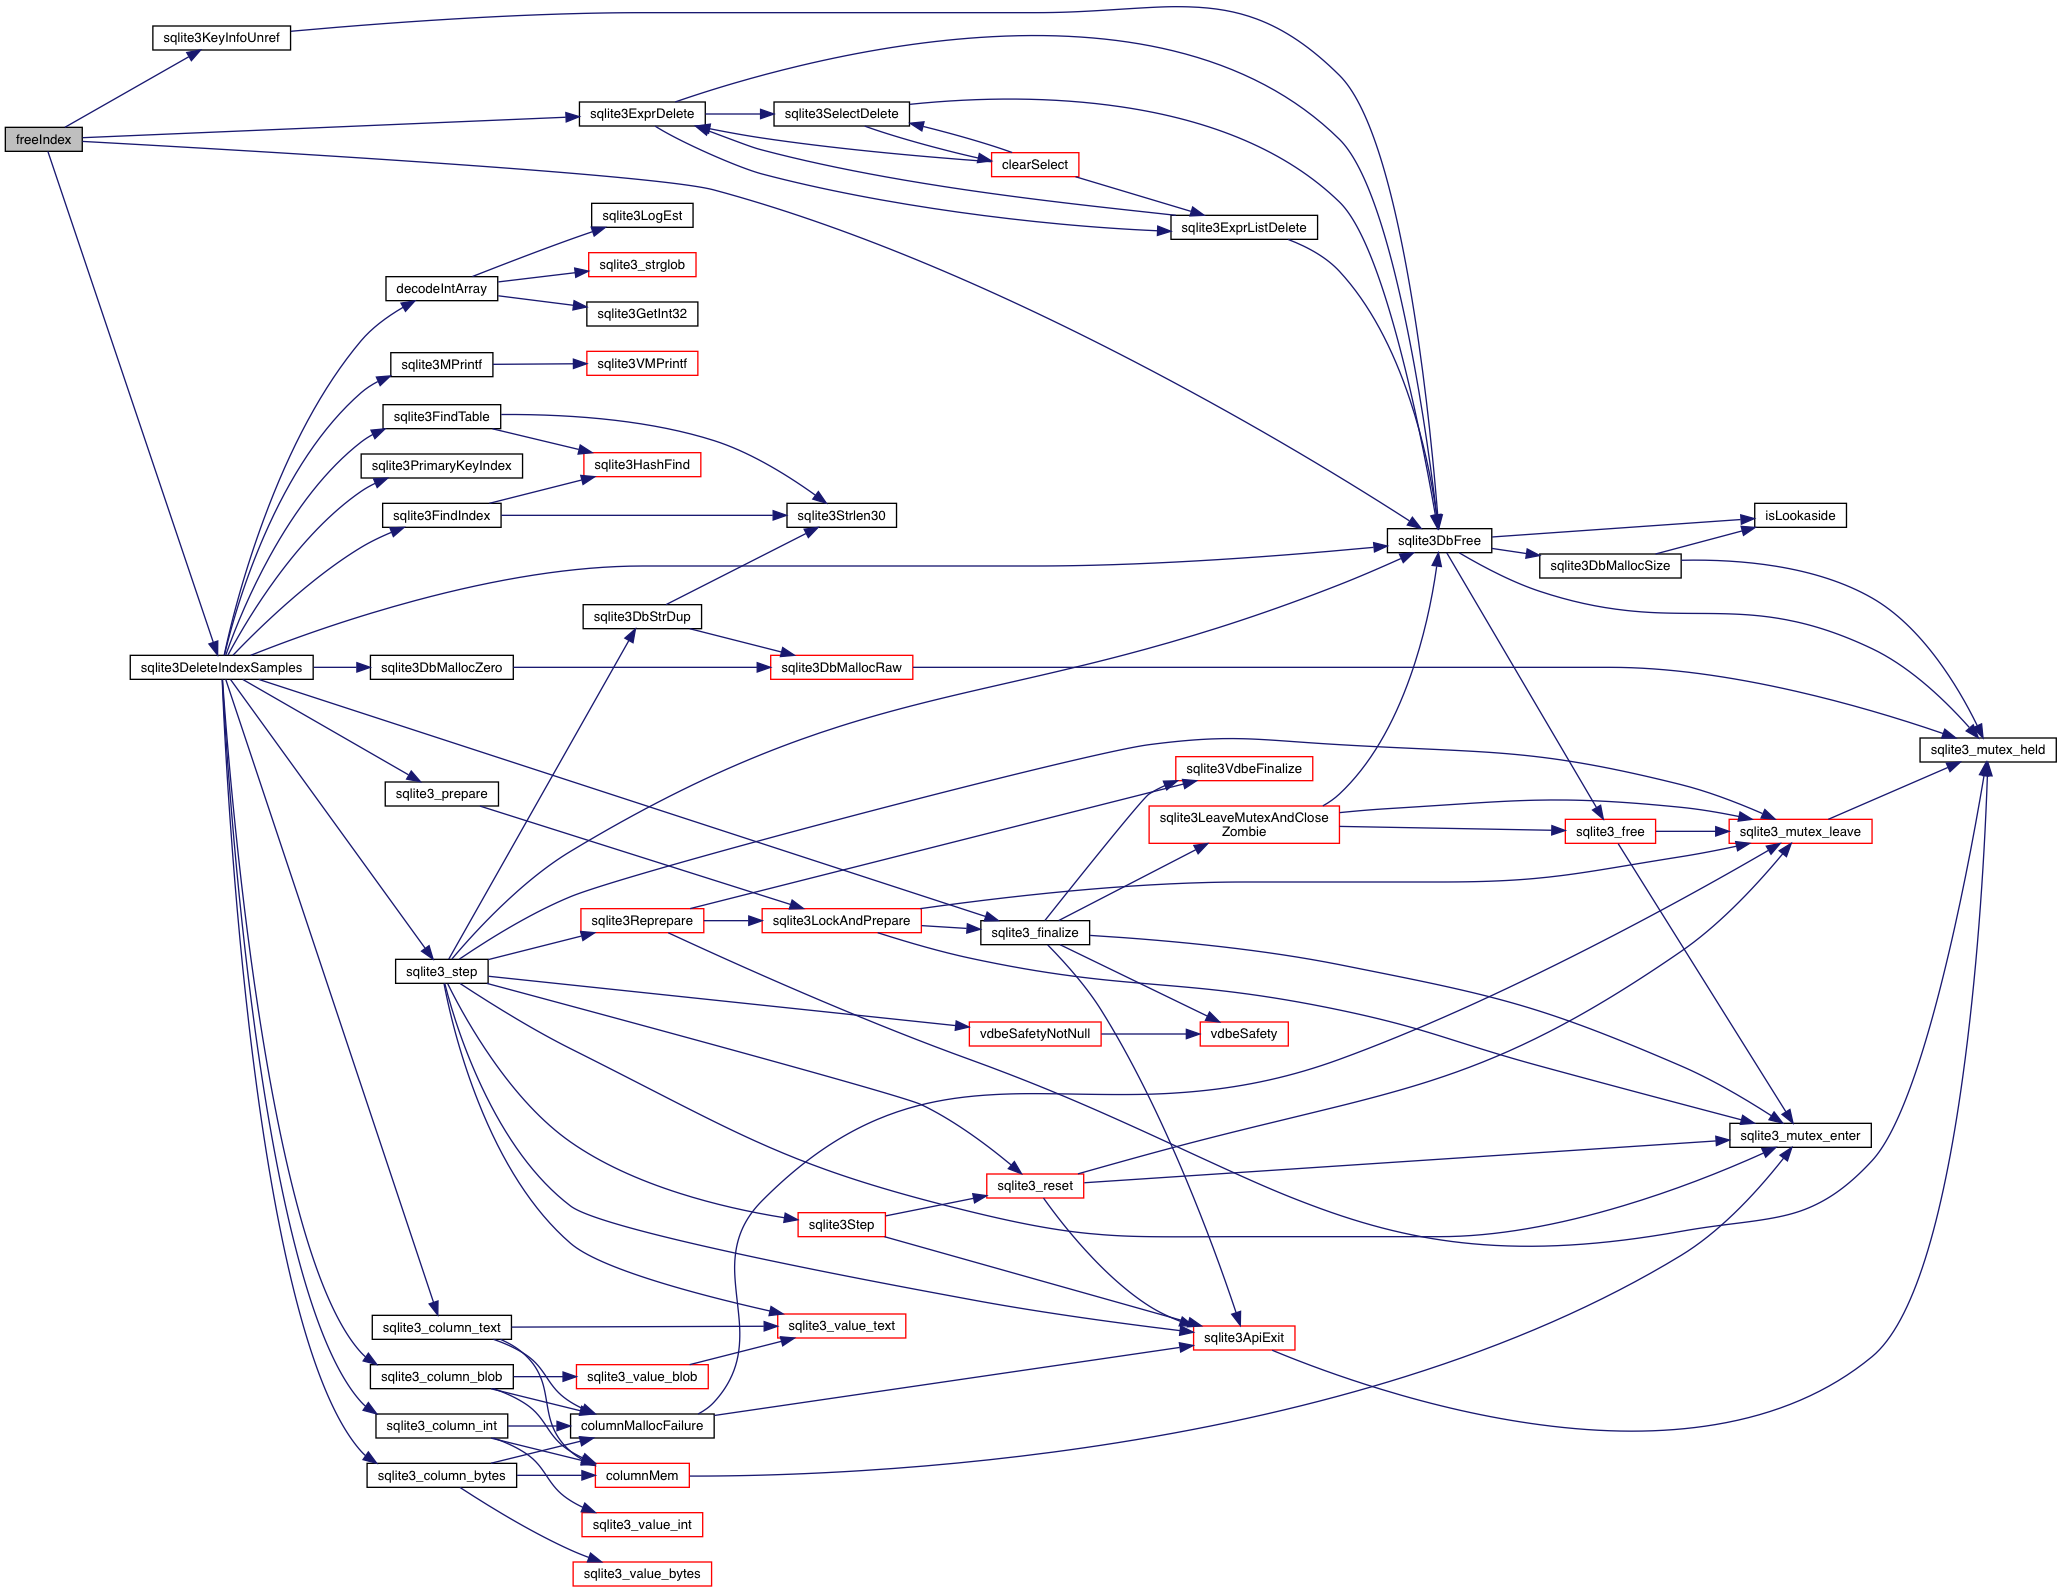 sqlite3KeyInfoUnref
freeIndex
sqlite3ExprDelete
sqlite3SelectDelete
clearSelect
sqlite3ExprListDelete
sqlite3LogEst
sqlite3_strglob
decodeIntArray
sqlite3GetInt32
sqlite3MPrintf
sqlite3VMPrintf
sqlite3FindTable
sqlite3PrimaryKeyIndex
sqlite3HashFind
sqlite3FindIndex
sqlite3Strlen30
isLookaside
sqlite3DbFree
sqlite3DbMallocSize
sqlite3DbStrDup
sqlite3DeleteIndexSamples
sqlite3DbMallocZero
sqlite3DbMallocRaw
sqlite3_mutex_held
sqlite3VdbeFinalize
sqlite3_prepare
sqlite3LeaveMutexAndClose
Zombie
sqlite3_free
sqlite3_mutex_leave
sqlite3Reprepare
sqlite3LockAndPrepare
sqlite3_finalize
sqlite3_step
vdbeSafetyNotNull
vdbeSafety
sqlite3_mutex_enter
sqlite3_reset
sqlite3Step
sqlite3_column_text
sqlite3_value_text
sqlite3ApiExit
sqlite3_column_blob
sqlite3_value_blob
sqlite3_column_int
columnMallocFailure
sqlite3_column_bytes
columnMem
sqlite3_value_int
sqlite3_value_bytes